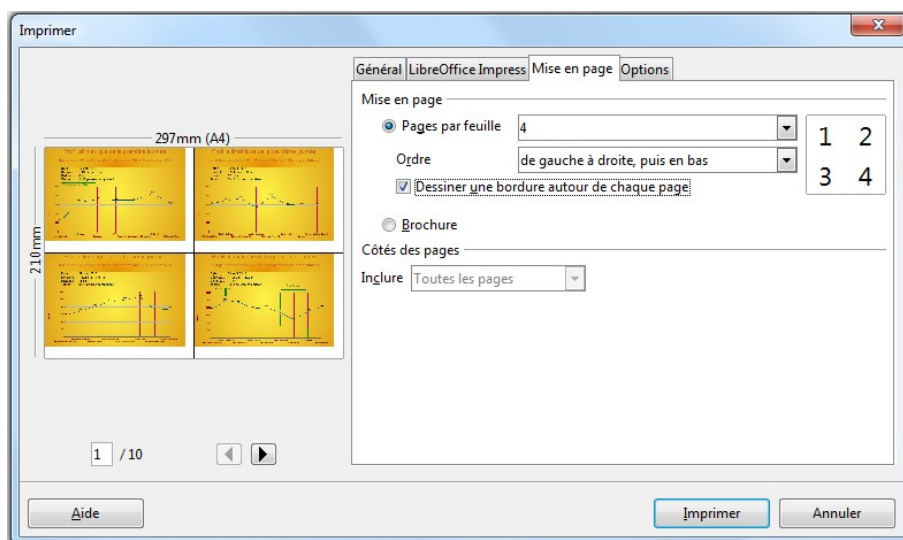 Imprimer
Général LibreOffice Impress Mise en page Options
Mise en page
Pages par feuille 4
1 2
Ordre de gauche à droite, puis en bas
3 4
Dessiner une bordure autour de chaque page
Brochure
Côtés des pages
Inclure Toutes les pages
297mm (A4)
210mm
1 / 10
Aide Imprimer Annuler